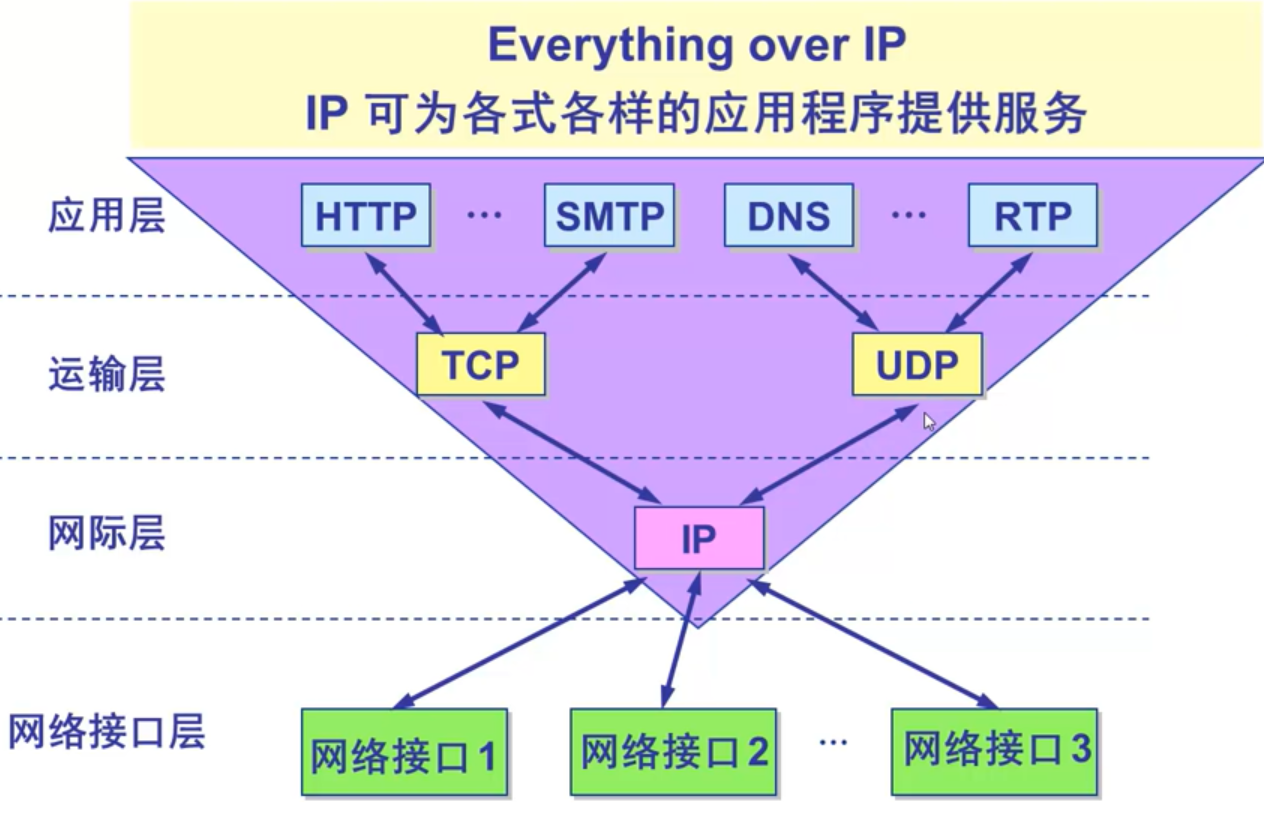 Everything over IP
IP 可为各式各样的应用程序提供服务
应用层
HTTP … SMTP DNS … RTP
运输层
TCP UDP
网际层
IP
网络接口层
网络接口 1 网络接口 2 … 网络接口 3